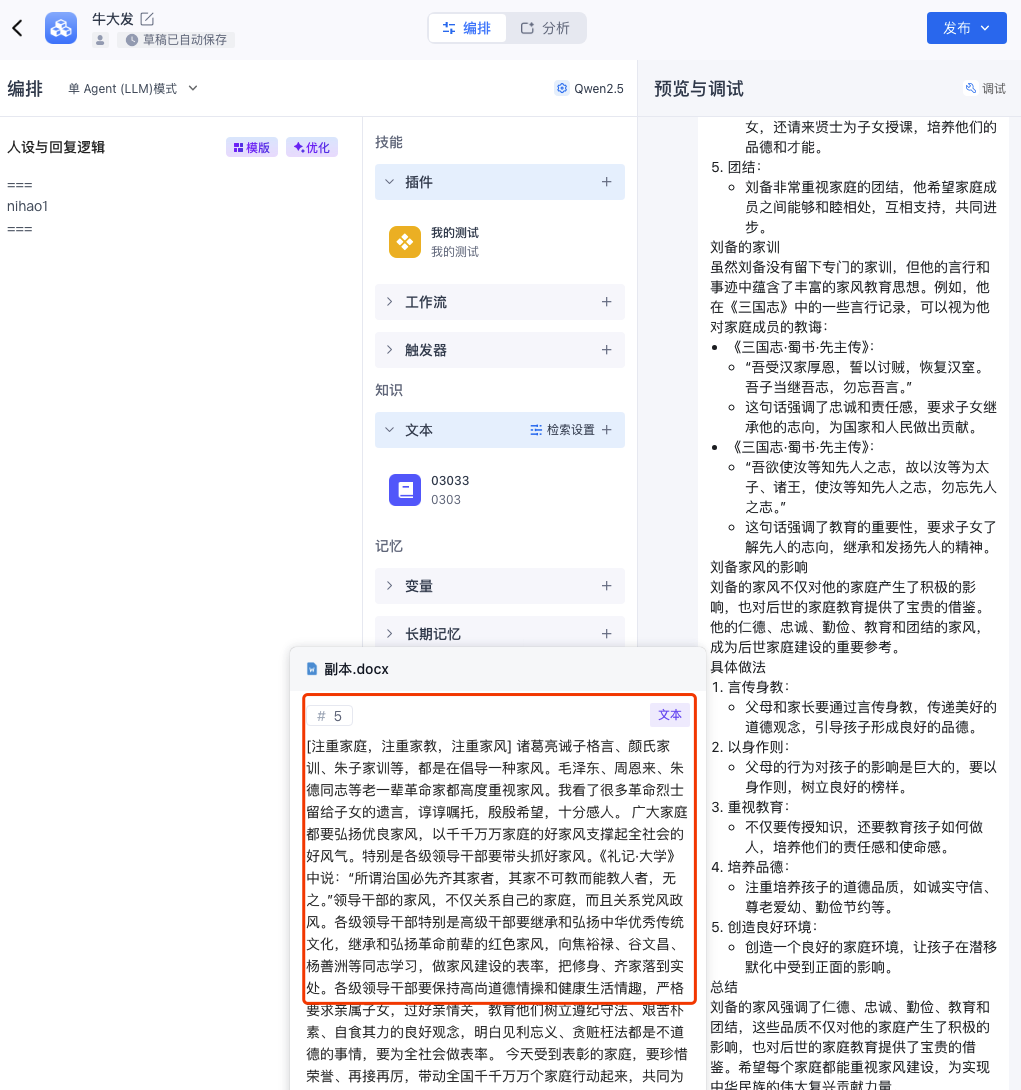 牛大发
草稿已自动保存
编排
分析
发布
编排
单 Agent (LLM)模式
Qwen2.5
预览与调试
调试
人设与回复逻辑
模版
优化
===
nihao1
===
技能
插件
我的测试
我的测试
工作流
触发器
知识
文本
检索设置
03033
0303
记忆
变量
长期记忆
副本.docx
# 5
文本
[注重家庭，注重家教，注重家风] 诸葛亮诫子格言、颜氏家
训、朱子家训等，都是在倡导一种家风。毛泽东、周恩来、朱
德同志等老一辈革命家都高度重视家风。我看了很多革命烈士
留给子女的遗言，谆谆嘱托，殷殷希望，十分感人。 广大家庭
都要弘扬优良家风，以千千万万家庭的好家风支撑起全社会的
好风气。特别是各级领导干部要带头抓好家风。《礼记·大学》
中说：“所谓治国必先齐其家者，其家不可教而能教人者，无
之。”领导干部的家风，不仅关系自己的家庭，而且关系党风政
风。各级领导干部特别是高级干部要继承和弘扬中华优秀传统
文化，继承和弘扬革命前辈的红色家风，向焦裕禄、谷文昌、
杨善洲等同志学习，做家风建设的表率，把修身、齐家落到实
处。各级领导干部要保持高尚道德情操和健康生活情趣，严格
要求亲属子女，过好亲情关，教育他们树立遵纪守法、艰苦朴
素、自食其力的良好观念，明白见利忘义、贪赃枉法都是不道
德的事情，要为全社会做表率。 今天受到表彰的家庭，要珍惜
荣誉、再接再厉，带动全国千千万万个家庭行动起来，共同为
女，还请来贤士为子女授课，培养他们的
品德和才能。
5. 团结：
刘备非常重视家庭的团结，他希望家庭成
员之间能够和睦相处，互相支持，共同进
步。
刘备的家训
虽然刘备没有留下专门的家训，但他的言行和
事迹中蕴含了丰富的家风教育思想。例如，他
在《三国志》中的一些言行记录，可以视为他
对家庭成员的教诲：
• 《三国志·蜀书·先主传》：
“吾受汉家厚恩，誓以讨贼，恢复汉室。
吾子当继吾志，勿忘吾言。”
这句话强调了忠诚和责任感，要求子女继
承他的志向，为国家和人民做出贡献。
• 《三国志·蜀书·先主传》：
“吾欲使汝等知先人之志，故以汝等为太
子、诸王，使汝等知先人之志，勿忘先人
之志。”
这句话强调了教育的重要性，要求子女了
解先人的志向，继承和发扬先人的精神。
刘备家风的影响
刘备的家风不仅对他的家庭产生了积极的影
响，也对后世的家庭教育提供了宝贵的借鉴。
他的仁德、忠诚、勤俭、教育和团结的家风，
成为后世家庭建设的重要参考。
具体做法
1. 言传身教：
父母和家长要通过言传身教，传递美好的
道德观念，引导孩子形成良好的品德。
2. 以身作则：
父母的行为对孩子的影响是巨大的，要以
身作则，树立良好的榜样。
3. 重视教育：
不仅要传授知识，还要教育孩子如何做
人，培养他们的责任感和使命感。
4. 培养品德：
注重培养孩子的道德品质，如诚实守信、
尊老爱幼、勤俭节约等。
5. 创造良好环境：
创造一个良好的家庭环境，让孩子在潜移
默化中受到正面的影响。
总结
刘备的家风强调了仁德、忠诚、勤俭、教育和
团结，这些品质不仅对他的家庭产生了积极的
影响，也对后世的家庭教育提供了宝贵的借
鉴。希望每个家庭都能重视家风建设，为实现
中华民族的伟大复兴贡献力量